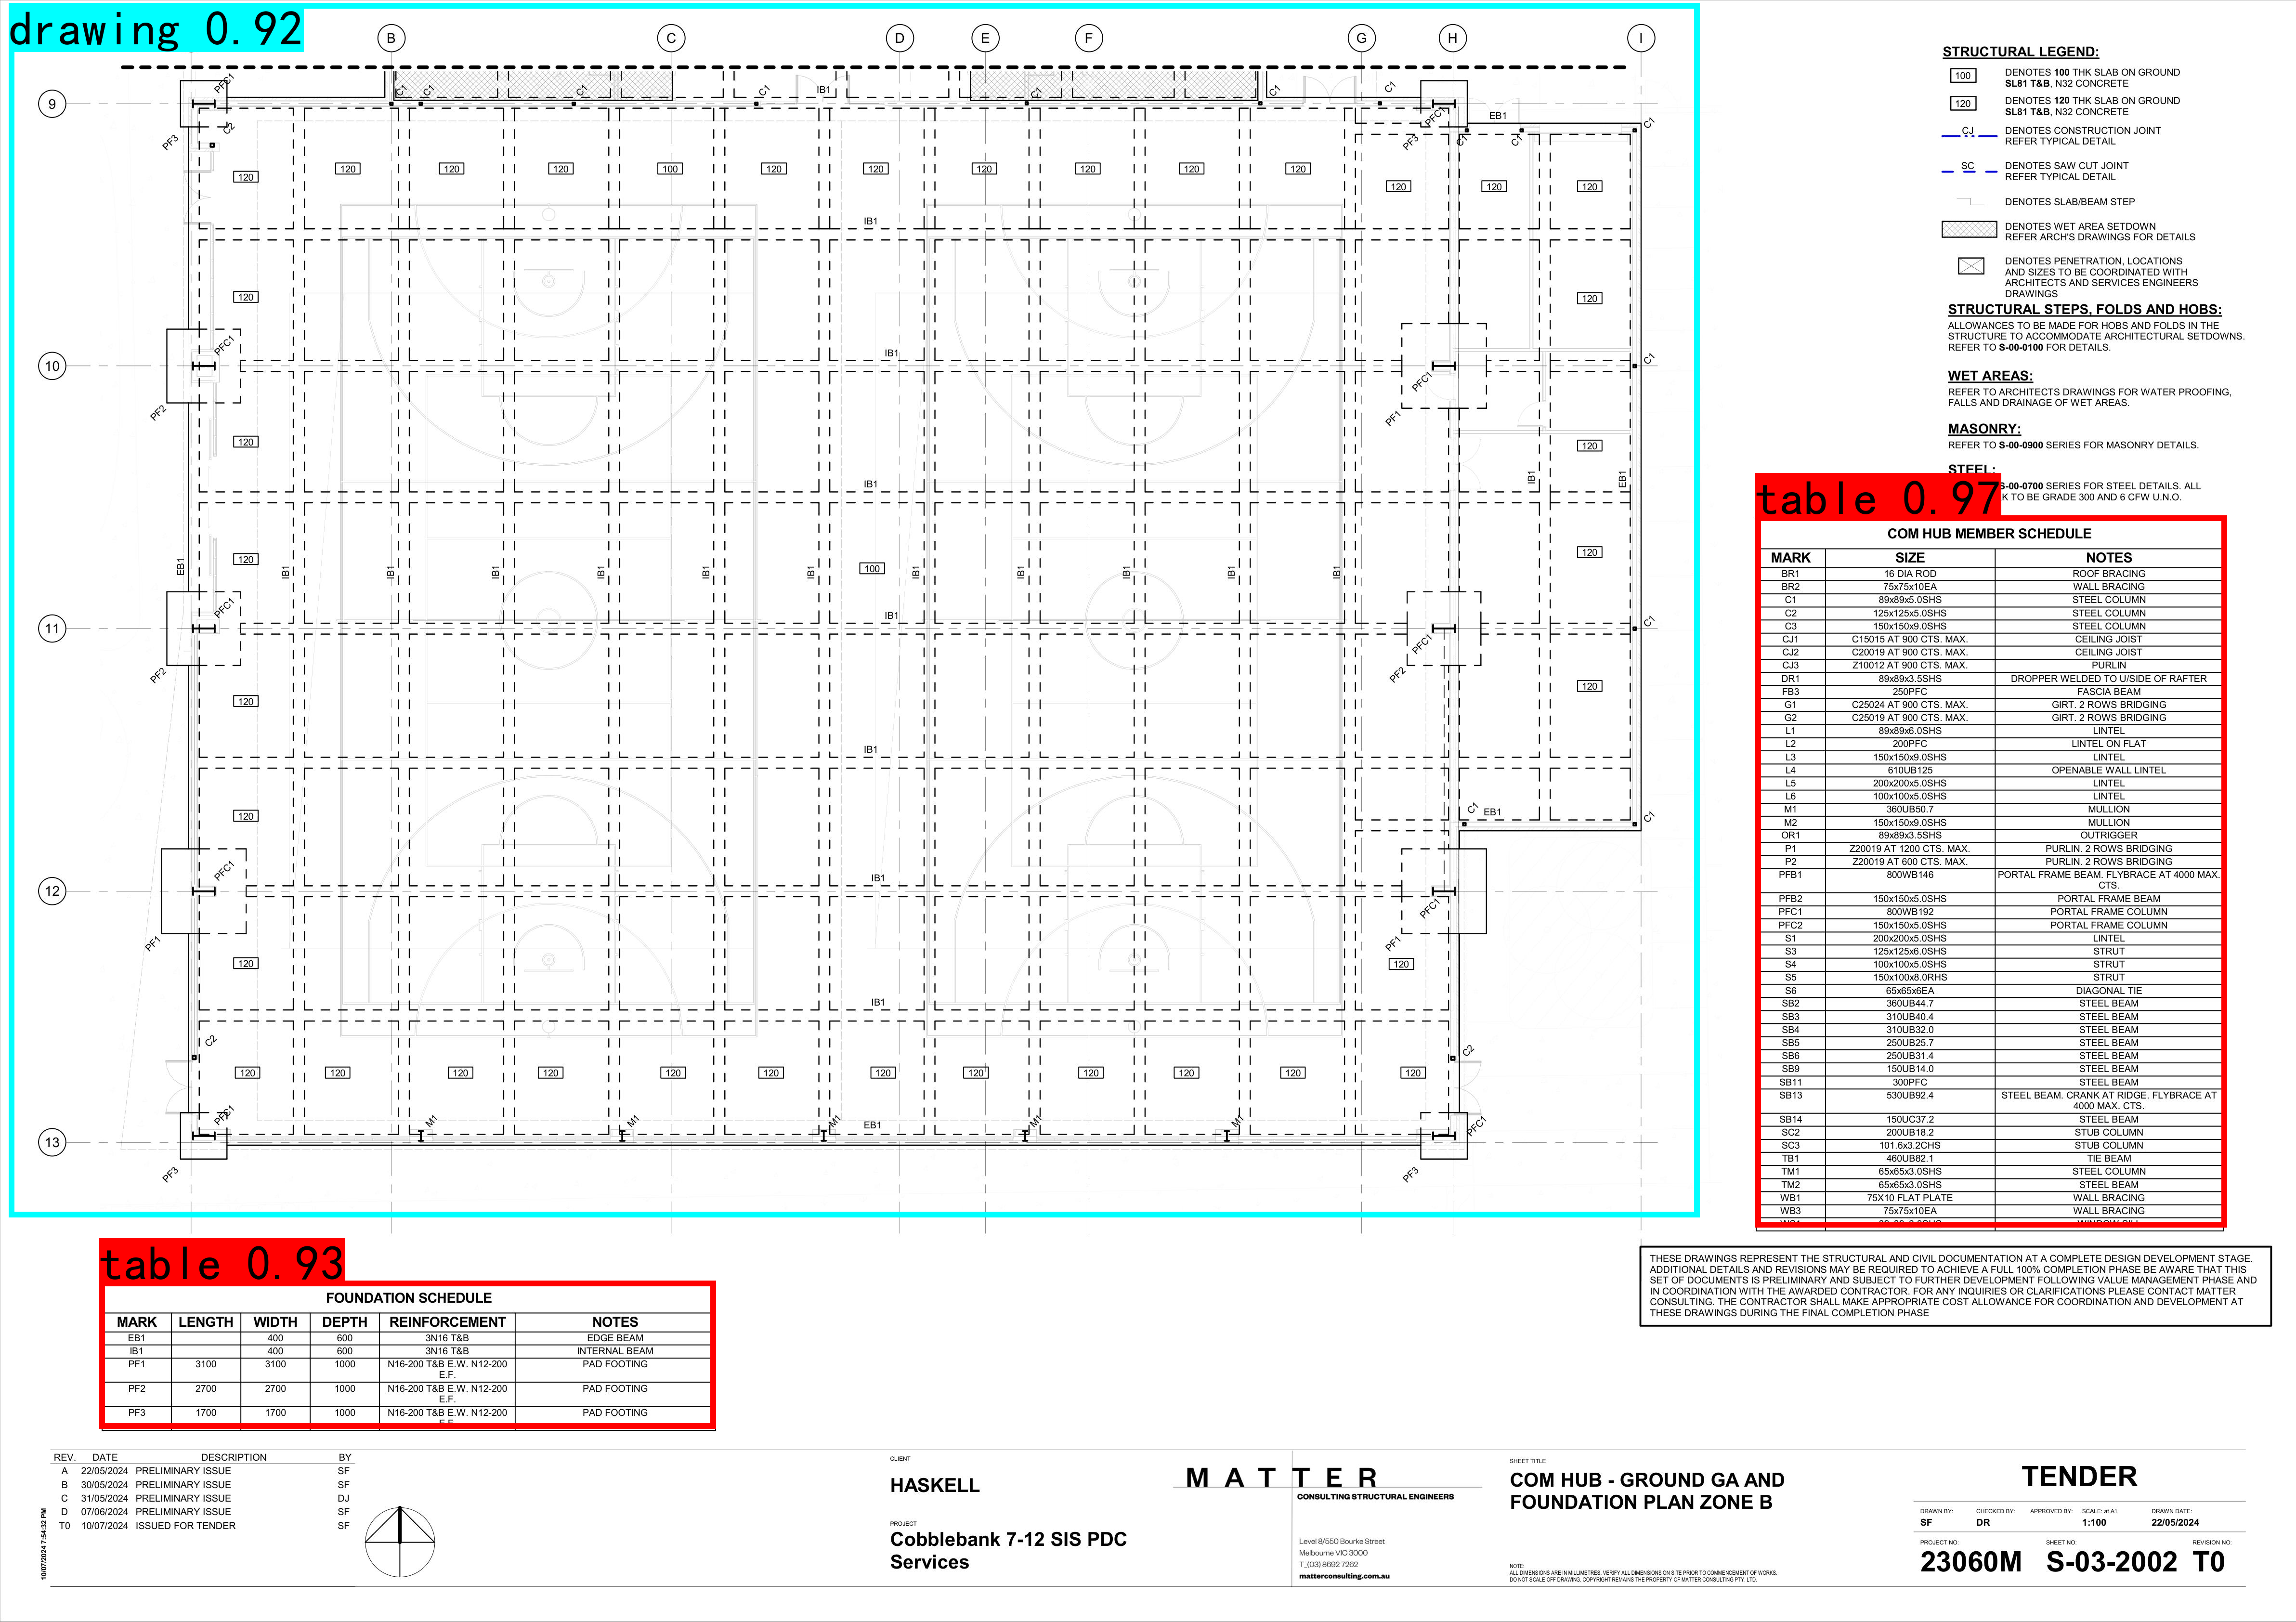 drawing 0.92
B C D E F G H I
9
10
11
12
13
PFC1 C1 C1 C1 C1 C1 IB1 C1 C1 C1 PFC1 EB1 C1
PF3 C2 PF3 C1 C1
120 120 120 120 100 120 120 120 120 120 120 120 120 120
IB1
120 120
PFC1 IB1 PFC1 C1
PF2 PF1
120 120
IB1 IB1 EB1
120 120
EB1 IB1 IB1 IB1 IB1 IB1 IB1 IB1 IB1 IB1 IB1 IB1
100
PFC1 IB1 PFC1 C1
PF2 PF2
120 120
IB1
120 C1 EB1 C1
PFC1 IB1 PFC1
PF1 PF1
120 120
IB1
C2 C2
120 120 120 120 120 120 120 120 120 120 120 120
PFC1 M1 M1 M1 EB1 M1 M1 PFC1
PF3 PF3
STRUCTURAL LEGEND:
100 DENOTES 100 THK SLAB ON GROUND
SL81 T&B, N32 CONCRETE
120 DENOTES 120 THK SLAB ON GROUND
SL81 T&B, N32 CONCRETE
CJ DENOTES CONSTRUCTION JOINT
REFER TYPICAL DETAIL
SC DENOTES SAW CUT JOINT
REFER TYPICAL DETAIL
DENOTES SLAB/BEAM STEP
DENOTES WET AREA SETDOWN
REFER ARCH'S DRAWINGS FOR DETAILS
DENOTES PENETRATION, LOCATIONS
AND SIZES TO BE COORDINATED WITH
ARCHITECTS AND SERVICES ENGINEERS
DRAWINGS
STRUCTURAL STEPS, FOLDS AND HOBS:
ALLOWANCES TO BE MADE FOR HOBS AND FOLDS IN THE
STRUCTURE TO ACCOMMODATE ARCHITECTURAL SETDOWNS.
REFER TO S-00-0100 FOR DETAILS.
WET AREAS:
REFER TO ARCHITECTS DRAWINGS FOR WATER PROOFING,
FALLS AND DRAINAGE OF WET AREAS.
MASONRY:
REFER TO S-00-0900 SERIES FOR MASONRY DETAILS.
STEEL:
S-00-0700 SERIES FOR STEEL DETAILS. ALL
K TO BE GRADE 300 AND 6 CFW U.N.O.
table 0.97
COM HUB MEMBER SCHEDULE
MARK SIZE NOTES
BR1 16 DIA ROD ROOF BRACING
BR2 75x75x10EA WALL BRACING
C1 89x89x5.0SHS STEEL COLUMN
C2 125x125x5.0SHS STEEL COLUMN
C3 150x150x9.0SHS STEEL COLUMN
CJ1 C15015 AT 900 CTS. MAX. CEILING JOIST
CJ2 C20019 AT 900 CTS. MAX. CEILING JOIST
CJ3 Z10012 AT 900 CTS. MAX. PURLIN
DR1 89x89x3.5SHS DROPPER WELDED TO U/SIDE OF RAFTER
FB3 250PFC FASCIA BEAM
G1 C25024 AT 900 CTS. MAX. GIRT. 2 ROWS BRIDGING
G2 C25019 AT 900 CTS. MAX. GIRT. 2 ROWS BRIDGING
L1 89x89x6.0SHS LINTEL
L2 200PFC LINTEL ON FLAT
L3 150x150x9.0SHS LINTEL
L4 610UB125 OPENABLE WALL LINTEL
L5 200x200x5.0SHS LINTEL
L6 100x100x5.0SHS LINTEL
M1 360UB50.7 MULLION
M2 150x150x9.0SHS MULLION
OR1 89x89x3.5SHS OUTRIGGER
P1 Z20019 AT 1200 CTS. MAX. PURLIN. 2 ROWS BRIDGING
P2 Z20019 AT 600 CTS. MAX. PURLIN. 2 ROWS BRIDGING
PFB1 800WB146 PORTAL FRAME BEAM. FLYBRACE AT 4000 MAX.
CTS.
PFB2 150x150x5.0SHS PORTAL FRAME BEAM
PFC1 800WB192 PORTAL FRAME COLUMN
PFC2 150x150x5.0SHS PORTAL FRAME COLUMN
S1 200x200x5.0SHS LINTEL
S3 125x125x6.0SHS STRUT
S4 100x100x5.0SHS STRUT
S5 150x100x8.0RHS STRUT
S6 65x65x6EA DIAGONAL TIE
SB2 360UB44.7 STEEL BEAM
SB3 310UB40.4 STEEL BEAM
SB4 310UB32.0 STEEL BEAM
SB5 250UB25.7 STEEL BEAM
SB6 250UB31.4 STEEL BEAM
SB9 150UB14.0 STEEL BEAM
SB11 300PFC STEEL BEAM
SB13 530UB92.4 STEEL BEAM. CRANK AT RIDGE. FLYBRACE AT
4000 MAX. CTS.
SB14 150UC37.2 STEEL BEAM
SC2 200UB18.2 STUB COLUMN
SC3 101.6x3.2CHS STUB COLUMN
TB1 460UB82.1 TIE BEAM
TM1 65x65x3.0SHS STEEL COLUMN
TM2 65x65x3.0SHS STEEL BEAM
WB1 75X10 FLAT PLATE WALL BRACING
WB3 75x75x10EA WALL BRACING
THESE DRAWINGS REPRESENT THE STRUCTURAL AND CIVIL DOCUMENTATION AT A COMPLETE DESIGN DEVELOPMENT STAGE.
ADDITIONAL DETAILS AND REVISIONS MAY BE REQUIRED TO ACHIEVE A FULL 100% COMPLETION PHASE BE AWARE THAT THIS
SET OF DOCUMENTS IS PRELIMINARY AND SUBJECT TO FURTHER DEVELOPMENT FOLLOWING VALUE MANAGEMENT PHASE AND
IN COORDINATION WITH THE AWARDED CONTRACTOR. FOR ANY INQUIRIES OR CLARIFICATIONS PLEASE CONTACT MATTER
CONSULTING. THE CONTRACTOR SHALL MAKE APPROPRIATE COST ALLOWANCE FOR COORDINATION AND DEVELOPMENT AT
THESE DRAWINGS DURING THE FINAL COMPLETION PHASE
table 0.93
FOUNDATION SCHEDULE
MARK LENGTH WIDTH DEPTH REINFORCEMENT NOTES
EB1 400 600 3N16 T&B EDGE BEAM
IB1 400 600 3N16 T&B INTERNAL BEAM
PF1 3100 3100 1000 N16-200 T&B E.W. N12-200 PAD FOOTING
E.F.
PF2 2700 2700 1000 N16-200 T&B E.W. N12-200 PAD FOOTING
E.F.
PF3 1700 1700 1000 N16-200 T&B E.W. N12-200 PAD FOOTING
REV. DATE DESCRIPTION BY
A 22/05/2024 PRELIMINARY ISSUE SF
B 30/05/2024 PRELIMINARY ISSUE SF
C 31/05/2024 PRELIMINARY ISSUE DJ
D 07/06/2024 PRELIMINARY ISSUE SF
T0 10/07/2024 ISSUED FOR TENDER SF
10/07/2024 7:54:32 PM
CLIENT
HASKELL
PROJECT
Cobblebank 7-12 SIS PDC
Services
MATTER
CONSULTING STRUCTURAL ENGINEERS
Level 8/550 Bourke Street
Melbourne VIC 3000
T_(03) 8692 7262
matterconsulting.com.au
SHEET TITLE
COM HUB - GROUND GA AND
FOUNDATION PLAN ZONE B
NOTE:
ALL DIMENSIONS ARE IN MILLIMETRES. VERIFY ALL DIMENSIONS ON SITE PRIOR TO COMMENCEMENT OF WORKS.
DO NOT SCALE OFF DRAWING. COPYRIGHT REMAINS THE PROPERTY OF MATTER CONSULTING PTY. LTD.
TENDER
DRAWN BY: CHECKED BY: APPROVED BY: SCALE: at A1 DRAWN DATE:
SF DR 1:100 22/05/2024
PROJECT NO: SHEET NO: REVISION NO:
23060M S-03-2002 T0